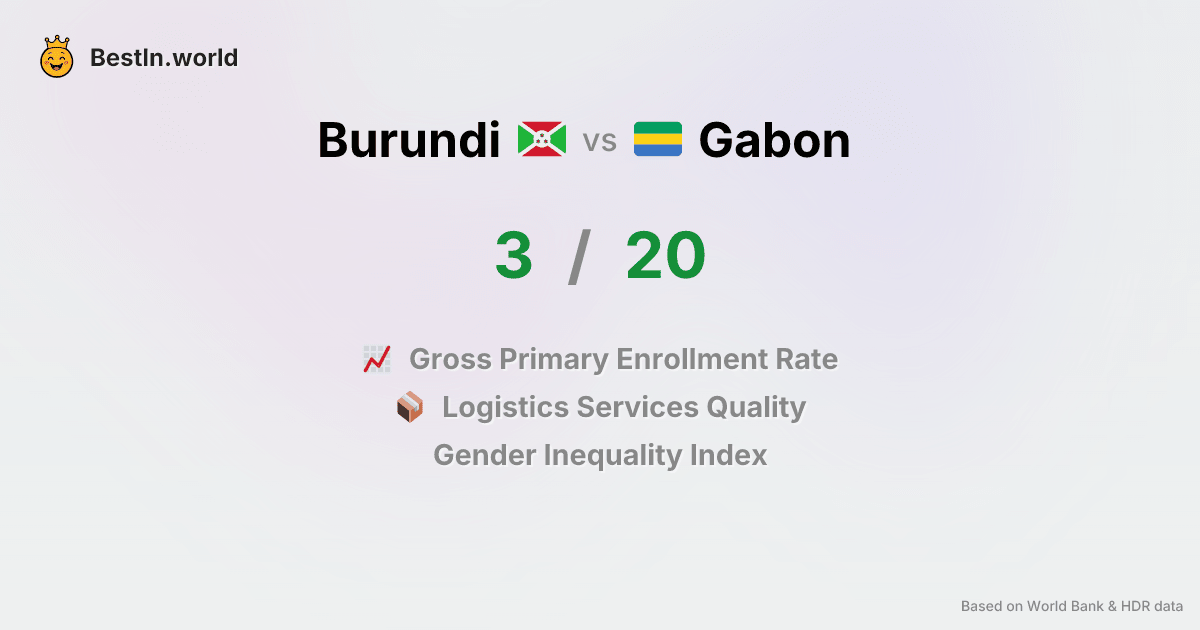 BestIn.world
Burundi vs Gabon
3 / 20
Gross Primary Enrollment Rate
Logistics Services Quality
Gender Inequality Index
Based on World Bank & HDR data